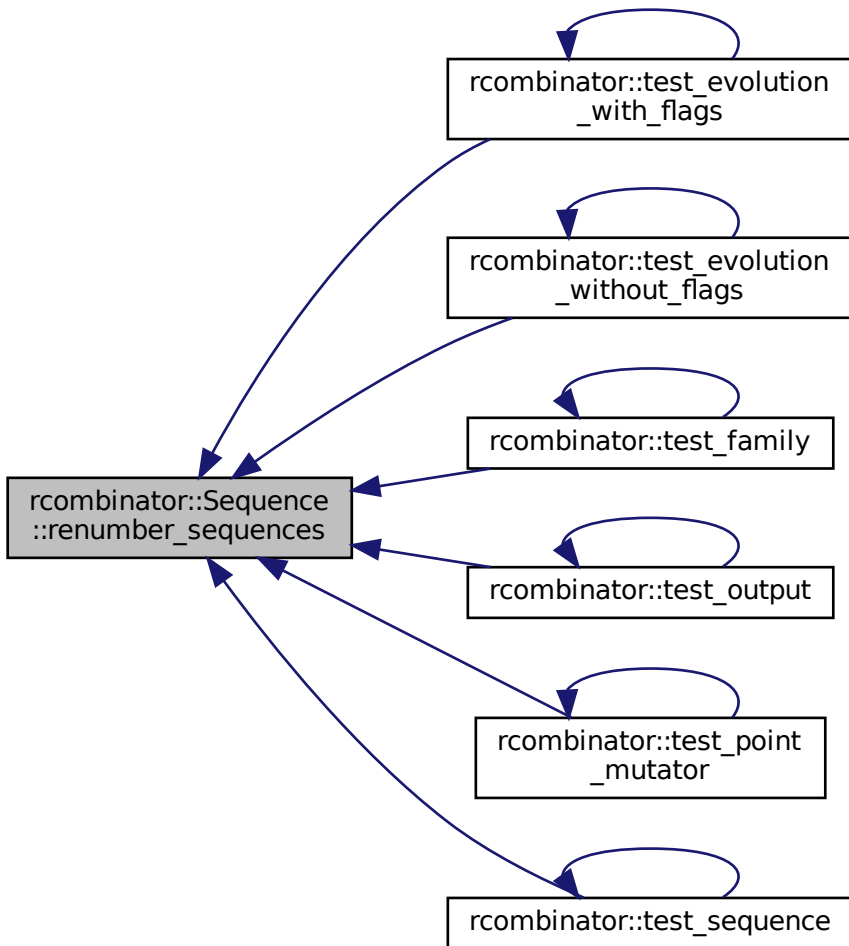 rcombinator::test_evolution
_with_flags
rcombinator::test_evolution
_without_flags
rcombinator::test_family
rcombinator::Sequence
::renumber_sequences
rcombinator::test_output
rcombinator::test_point
_mutator
rcombinator::test_sequence